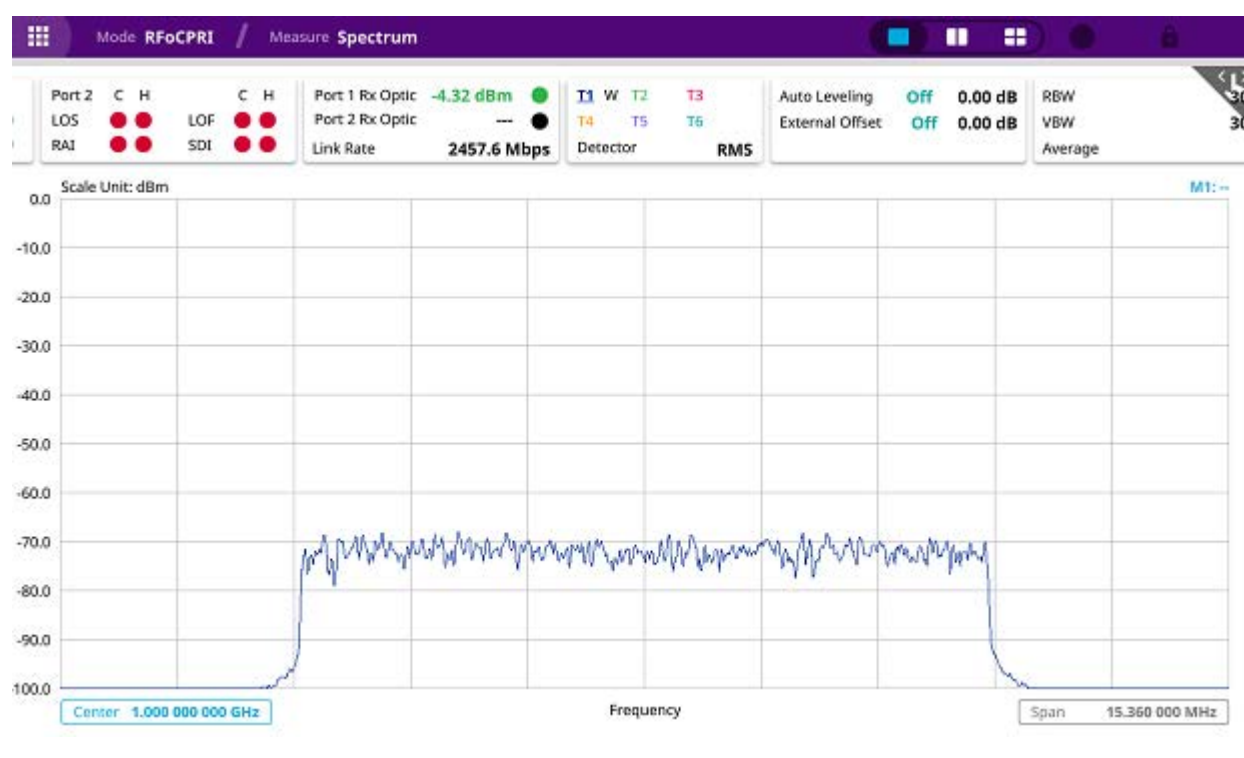 Mode RFoCPRI / Measure Spectrum
Port 2 C H C H
LOS LOF
RAI SDI
Port 1 Rx Optic -4.32 dBm
Port 2 Rx Optic ---
Link Rate 2457.6 Mbps
T1 W T2 T3
T4 T5 T6
Detector RMS
Auto Leveling Off 0.00 dB
External Offset Off 0.00 dB
RBW 30
VBW 30
Average
Scale Unit: dBm
M1: --
0.0
-10.0
-20.0
-30.0
-40.0
-50.0
-60.0
-70.0
-80.0
-90.0
100.0
Center 1.000 000 000 GHz
Frequency
Span 15.360 000 MHz